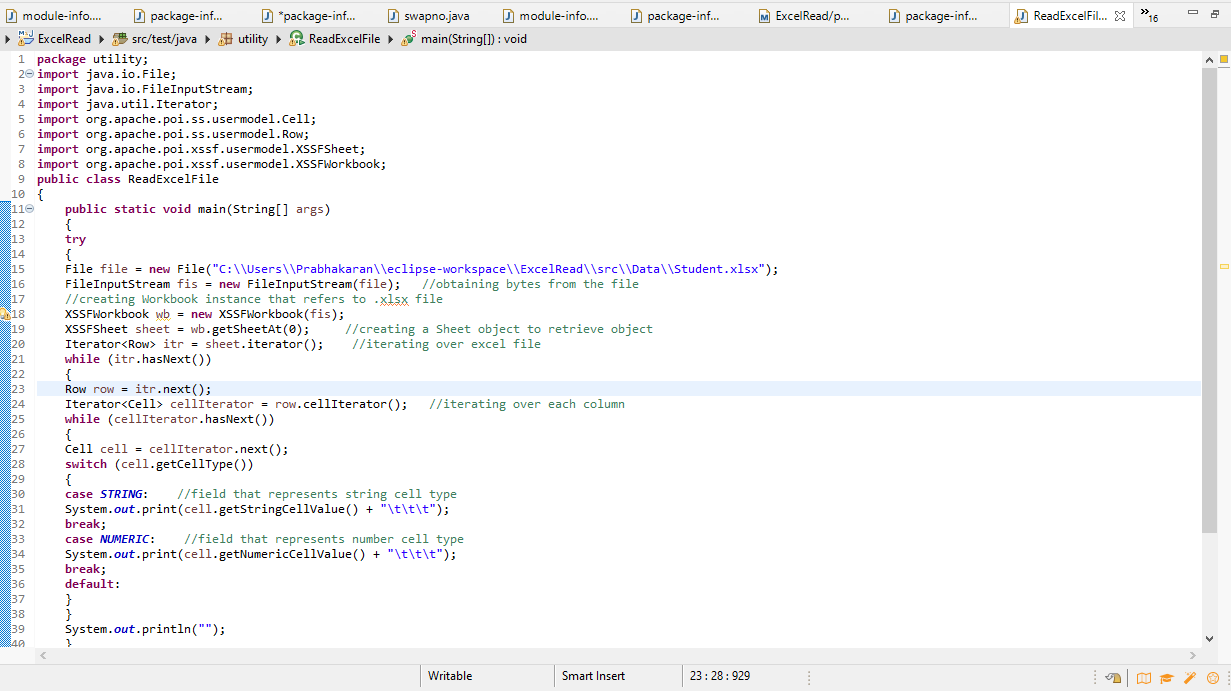 module-info.... package-inf... *package-inf... swapno.java module-info.... package-inf... ExcelRead/p... package-inf... ReadExcelFil... »16
ExcelRead src/test/java utility ReadExcelFile main(String[]) : void
1 package utility;
2 import java.io.File;
3 import java.io.FileInputStream;
4 import java.util.Iterator;
5 import org.apache.poi.ss.usermodel.Cell;
6 import org.apache.poi.ss.usermodel.Row;
7 import org.apache.poi.xssf.usermodel.XSSFSheet;
8 import org.apache.poi.xssf.usermodel.XSSFWorkbook;
9 public class ReadExcelFile
10 {
11 public static void main(String[] args)
12 {
13 try
14 {
15 File file = new File("C:\\Users\\Prabhakaran\\eclipse-workspace\\ExcelRead\\src\\Data\\Student.xlsx");
16 FileInputStream fis = new FileInputStream(file); //obtaining bytes from the file
17 //creating Workbook instance that refers to .xlsx file
18 XSSFWorkbook wb = new XSSFWorkbook(fis);
19 XSSFSheet sheet = wb.getSheetAt(0); //creating a Sheet object to retrieve object
20 Iterator<Row> itr = sheet.iterator(); //iterating over excel file
21 while (itr.hasNext())
22 {
23 Row row = itr.next();
24 Iterator<Cell> cellIterator = row.cellIterator(); //iterating over each column
25 while (cellIterator.hasNext())
26 {
27 Cell cell = cellIterator.next();
28 switch (cell.getCellType())
29 {
30 case STRING: //field that represents string cell type
31 System.out.print(cell.getStringCellValue() + "\t\t\t");
32 break;
33 case NUMERIC: //field that represents number cell type
34 System.out.print(cell.getNumericCellValue() + "\t\t\t");
35 break;
36 default:
37 }
38 }
39 System.out.println("");
40 }
Writable Smart Insert 23 : 28 : 929